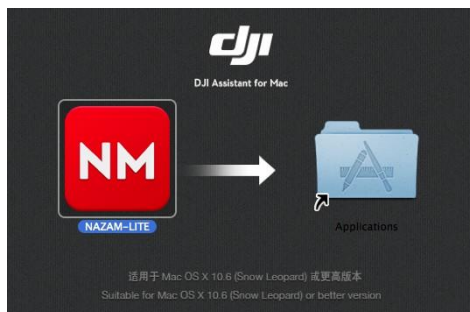 dji
DJI Assistant for Mac
NM
NAZAM-LITE
Applications
适用于 Mac OS X 10.6 (Snow Leopard) 或更高版本
Suitable for Mac OS X 10.6 (Snow Leopard) or better version